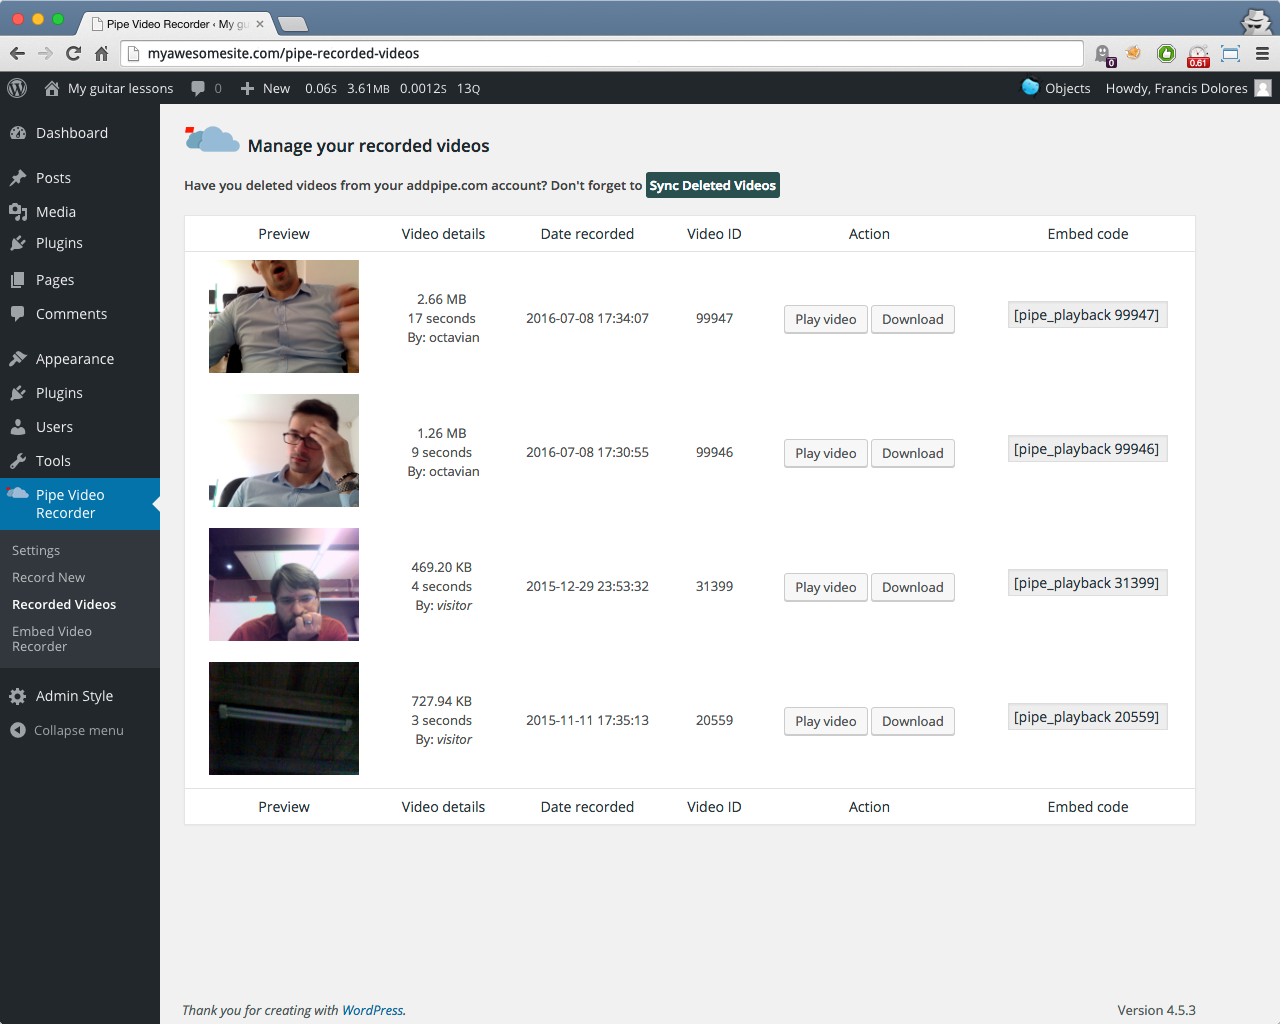 Pipe Video Recorder ‹ My gu
myawesomesite.com/pipe-recorded-videos
0
0.61
My guitar lessons
0
New
0.06S 3.61MB 0.0012S 13Q
Objects
Howdy, Francis Dolores
Dashboard
Posts
Media
Plugins
Pages
Comments
Appearance
Plugins
Users
Tools
Pipe Video
Recorder
Settings
Record New
Recorded Videos
Embed Video
Recorder
Admin Style
Collapse menu
Manage your recorded videos
Have you deleted videos from your addpipe.com account? Don't forget to Sync Deleted Videos
Preview Video details Date recorded Video ID Action Embed code
2.66 MB
17 seconds
By: octavian
2016-07-08 17:34:07
99947
Play video
Download
[pipe_playback 99947]
1.26 MB
9 seconds
By: octavian
2016-07-08 17:30:55
99946
Play video
Download
[pipe_playback 99946]
469.20 KB
4 seconds
By: visitor
2015-12-29 23:53:32
31399
Play video
Download
[pipe_playback 31399]
727.94 KB
3 seconds
By: visitor
2015-11-11 17:35:13
20559
Play video
Download
[pipe_playback 20559]
Preview Video details Date recorded Video ID Action Embed code
Thank you for creating with WordPress.
Version 4.5.3